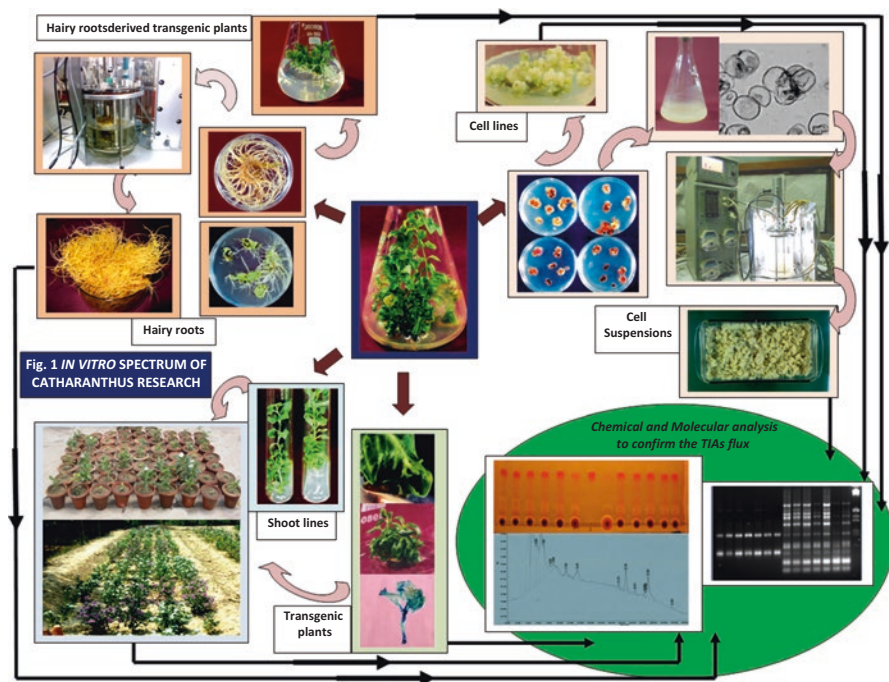 Hairy rootsderived transgenic plants
Cell lines
Hairy roots
Cell
Suspensions
Fig. 1 IN VITRO SPECTRUM OF
CATHARANTHUS RESEARCH
Chemical and Molecular analysis
to confirm the TIAs flux
Shoot lines
Transgenic
plants